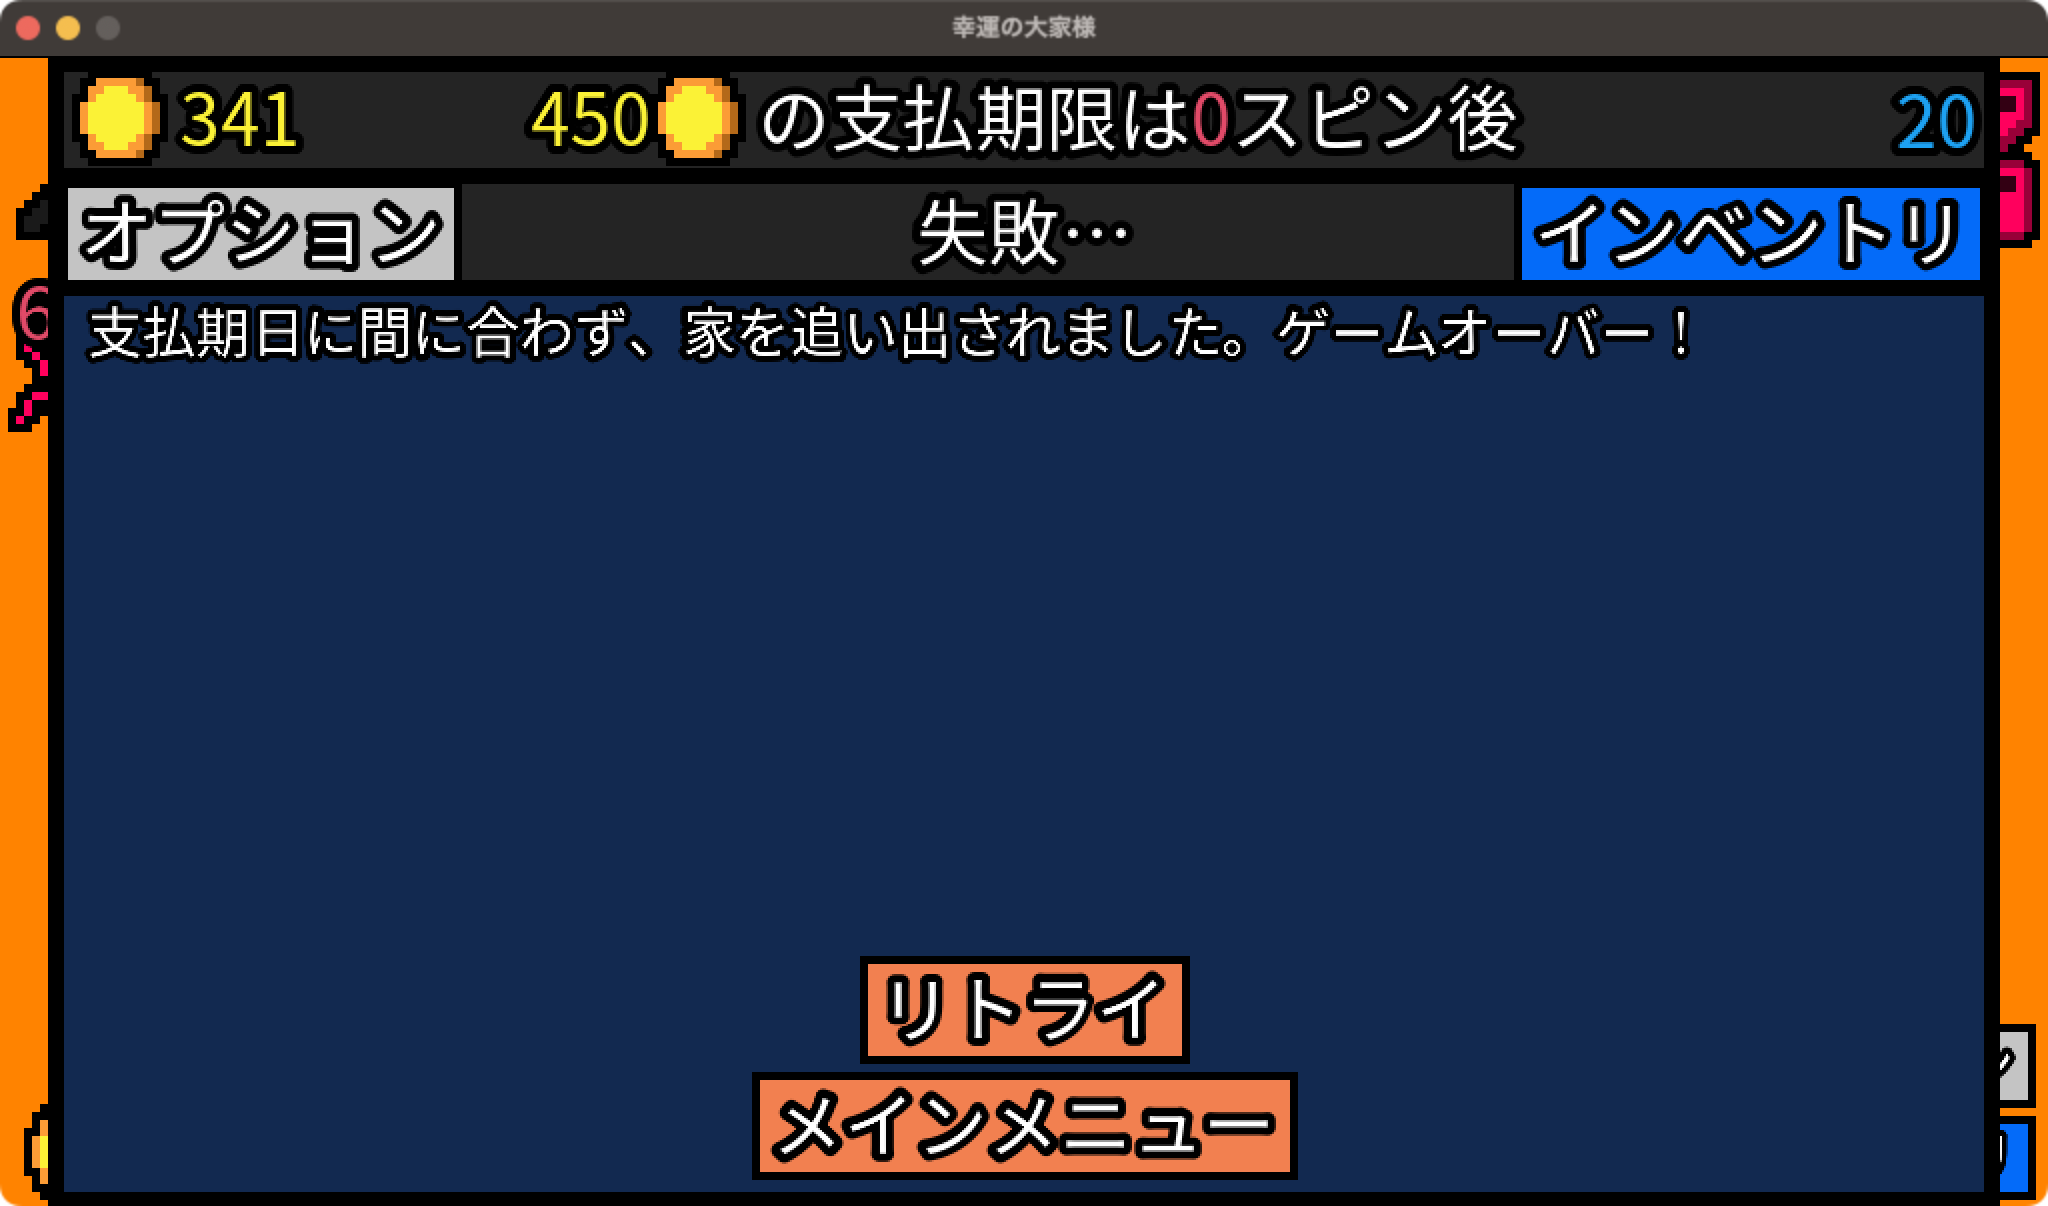 幸運の大家様
341 450 の支払期限は0スピン後 20
オプション 失敗… インベントリ
6
支払期日に間に合わず、家を追い出されました。ゲームオーバー！
リトライ
メインメニュー